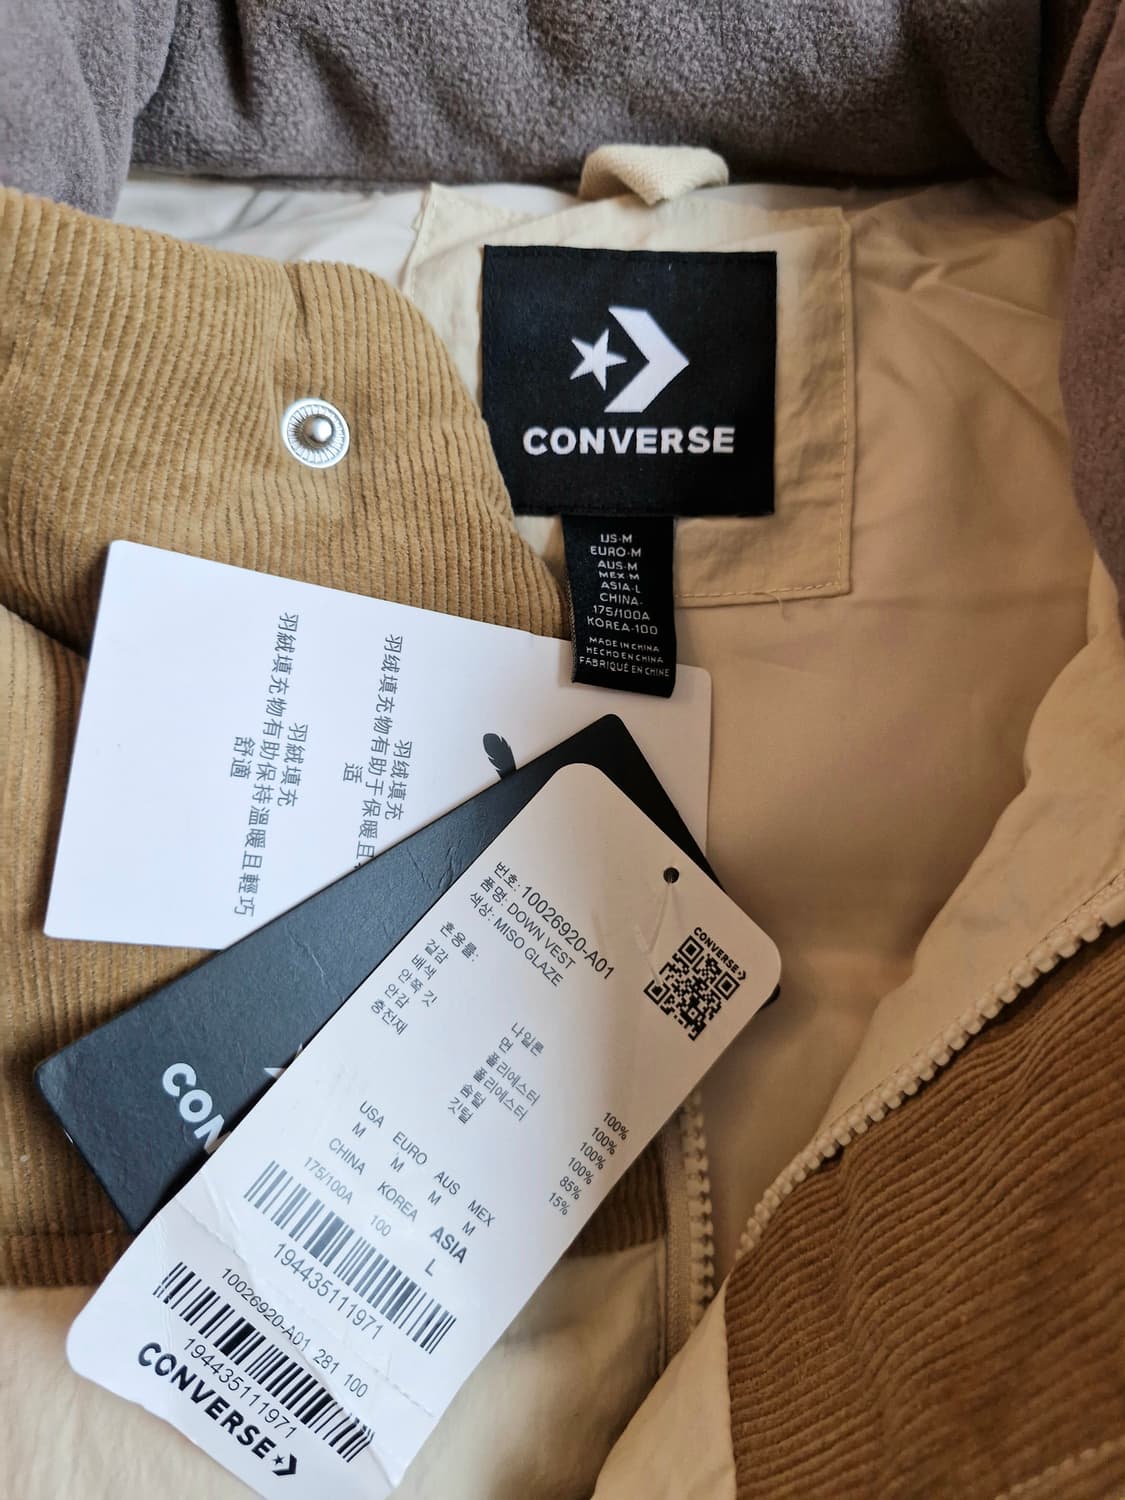 CONVERSE
US-M
EURO-M
AUS-M
MEX M
ASIA-L
CHINA-
175/100A
KOREA-100
MADE IN CHINA
HECHO EN CHINA
FABRIQUÉ EN CHINE
羽绒填充
羽绒填充物有助于保暖且
适
羽絨填充
羽絨填充物有助保持溫暖且輕巧
舒適
CON
CONVERSE
번호: 10026920-A01
품명: DOWN VEST
색상: MISO GLAZE
혼용률:
겉감 나일론 100%
배색 면 100%
안쪽 깃 폴리에스터 100%
안감 폴리에스터 100%
충전재 솜털 85%
깃털 15%
USA EURO AUS MEX
M M M M
CHINA KOREA ASIA
175/100A 100 L
194435111971
10026920-A01 281 100
194435111971
CONVERSE